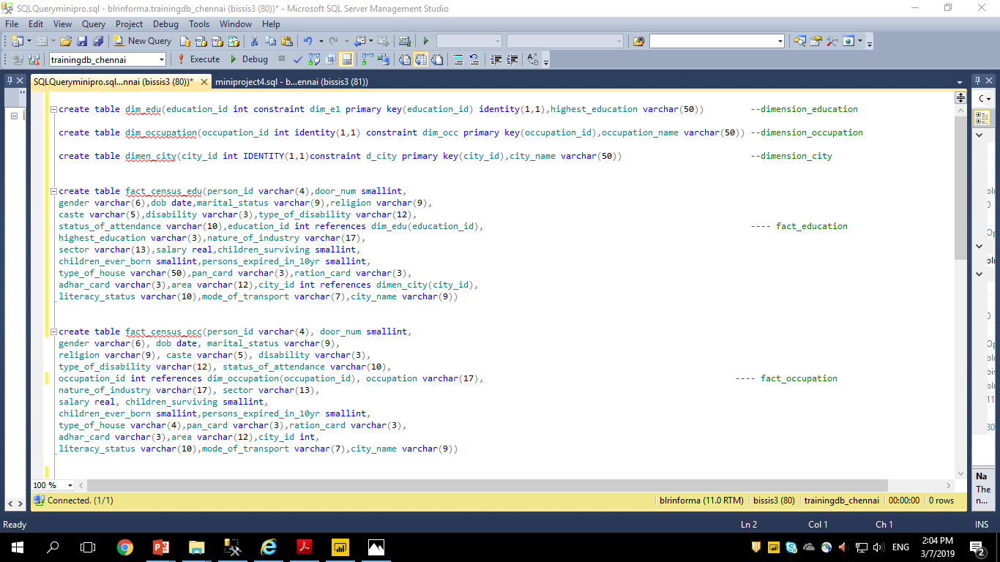 SQLQueryminipro.sql - blrinforma.trainingdb_chennai (bissis3 (80))* - Microsoft SQL Server Management Studio
File Edit View Query Project Debug Tools Window Help
New Query
trainingdb_chennai Execute Debug
SQLQueryminipro.sql...nnai (bissis3 (80))* miniproject4.sql - b...ennai (bissis3 (81))
create table dim_edu(education_id int constraint dim_e1 primary key(education_id) identity(1,1),highest_education varchar(50)) --dimension_education
create table dim_occupation(occupation_id int identity(1,1) constraint dim_occ primary key(occupation_id),occupation_name varchar(50)) --dimension_occupation
create table dimen_city(city_id int IDENTITY(1,1)constraint d_city primary key(city_id),city_name varchar(50)) --dimension_city
create table fact_census_edu(person_id varchar(4),door_num smallint,
gender varchar(6),dob date,marital_status varchar(9),religion varchar(9),
caste varchar(5),disability varchar(3),type_of_disability varchar(12),
status_of_attendance varchar(10),education_id int references dim_edu(education_id), ---- fact_education
highest_education varchar(3),nature_of_industry varchar(17),
sector varchar(13),salary real,children_surviving smallint,
children_ever_born smallint,persons_expired_in_10yr smallint,
type_of_house varchar(50),pan_card varchar(3),ration_card varchar(3),
adhar_card varchar(3),area varchar(12),city_id int references dimen_city(city_id),
literacy_status varchar(10),mode_of_transport varchar(7),city_name varchar(9))
create table fact_census_occ(person_id varchar(4), door_num smallint,
gender varchar(6), dob date, marital_status varchar(9),
religion varchar(9), caste varchar(5), disability varchar(3),
type_of_disability varchar(12), status_of_attendance varchar(10),
occupation_id int references dim_occupation(occupation_id), occupation varchar(17), ---- fact_occupation
nature_of_industry varchar(17), sector varchar(13),
salary real, children_surviving smallint,
children_ever_born smallint,persons_expired_in_10yr smallint,
type_of_house varchar(4),pan_card varchar(3),ration_card varchar(3),
adhar_card varchar(3),area varchar(12),city_id int,
literacy_status varchar(10),mode_of_transport varchar(7),city_name varchar(9))
100 %
Connected. (1/1) blrinforma (11.0 RTM) bissis3 (80) trainingdb_chennai 00:00:00 0 rows
Na
The
n...
Ready Ln 2 Col 1 Ch 1 INS
ENG
2:04 PM
3/7/2019
2